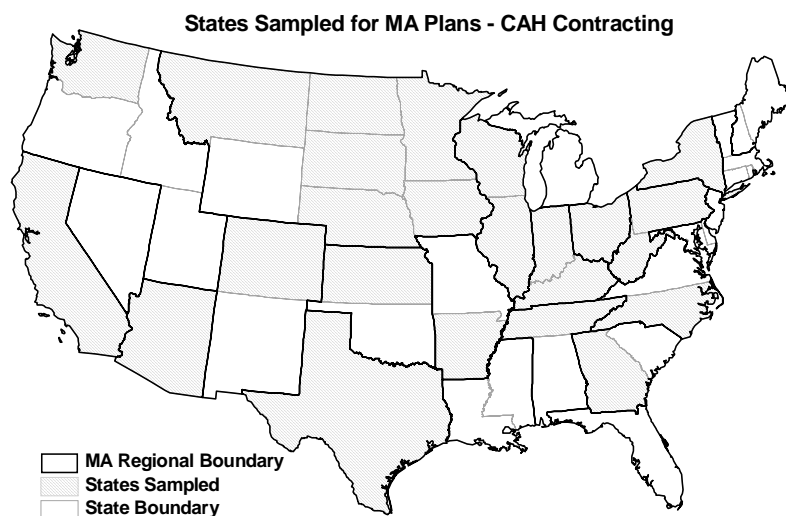 States Sampled for MA Plans - CAH Contracting
MA Regional Boundary
States Sampled
State Boundary